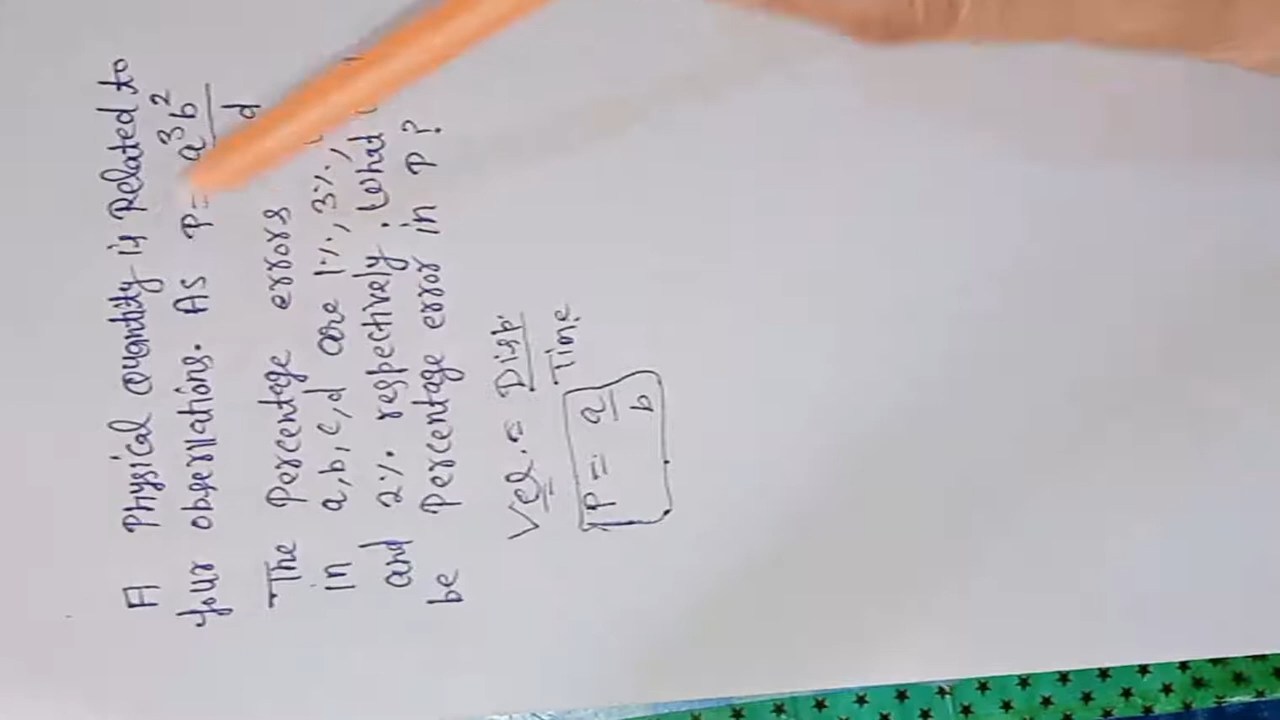 A Physical quantity is Related to
four obserllations. As P = a³b²
d
The Percentage errors
in a,b,c,d are 1%, 3%,
and 2% respectively. What
be Percentage error in P?
Vel. = Disp.
Time
P = a
b